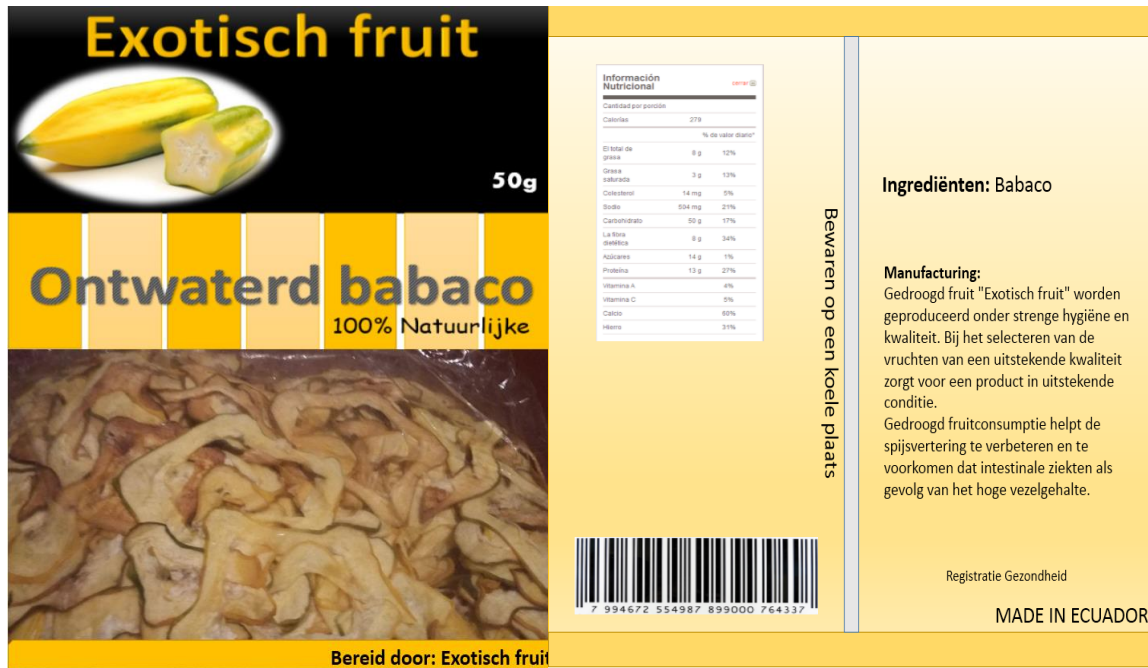 Exotisch fruit
50g
Ontwaterd babaco
100% Natuurlijke
Bereid door: Exotisch fruit
Información
Nutricional
Cantidad por porción
Calorías 279
% de valor diario*
El total de
grasa 8 g 12%
Grasa
saturada 3 g 13%
Colesterol 14 mg 5%
Sodio 504 mg 21%
Carbohidrato 50 g 17%
La fibra
dietética 8 g 34%
Azúcares 14 g 1%
Proteína 13 g 27%
Vitamina A 4%
Vitamina C 5%
Calcio 60%
Hierro 31%
Bewaren op een koele plaats
7 994672 554987 899000 764337
Ingrediënten: Babaco
Manufacturing:
Gedroogd fruit "Exotisch fruit" worden
geproduceerd onder strenge hygiëne en
kwaliteit. Bij het selecteren van de
vruchten van een uitstekende kwaliteit
zorgt voor een product in uitstekende
conditie.
Gedroogd fruitconsumptie helpt de
spijsvertering te verbeteren en te
voorkomen dat intestinale ziekten als
gevolg van het hoge vezelgehalte.
Registratie Gezondheid
MADE IN ECUADOR